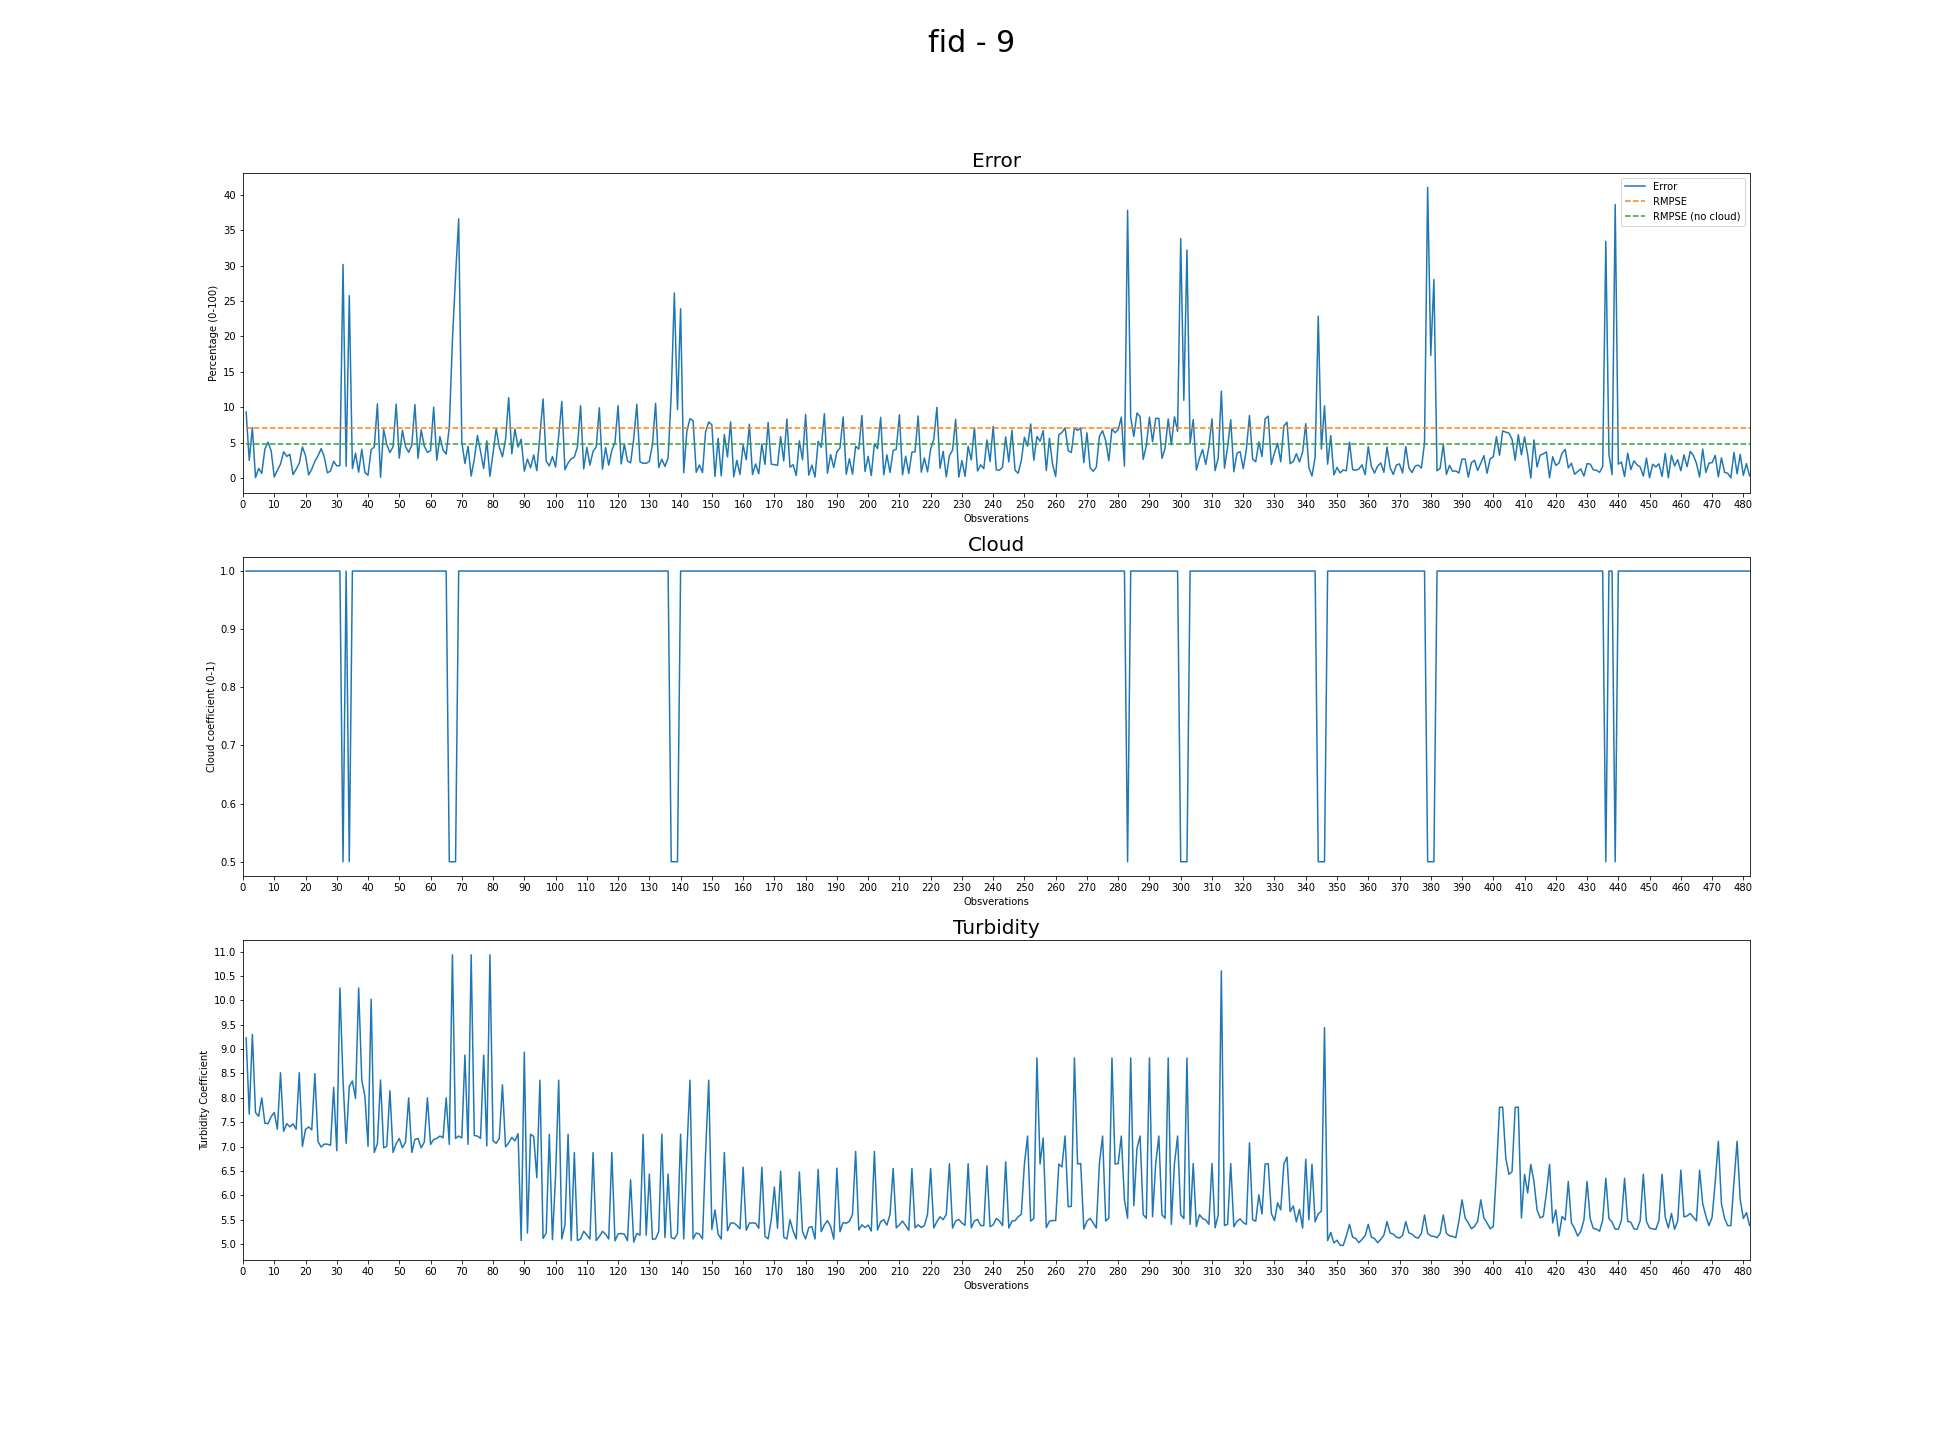 fid - 9
Error
Percentage (0-100)
40
35
30
25
20
15
10
5
0
Error
RMPSE
RMPSE (no cloud)
0 10 20 30 40 50 60 70 80 90 100 110 120 130 140 150 160 170 180 190 200 210 220 230 240 250 260 270 280 290 300 310 320 330 340 350 360 370 380 390 400 410 420 430 440 450 460 470 480
Obsverations
Cloud
Cloud coefficient (0-1)
1.0
0.9
0.8
0.7
0.6
0.5
0 10 20 30 40 50 60 70 80 90 100 110 120 130 140 150 160 170 180 190 200 210 220 230 240 250 260 270 280 290 300 310 320 330 340 350 360 370 380 390 400 410 420 430 440 450 460 470 480
Obsverations
Turbidity
Turbidity Coefficient
11.0
10.5
10.0
9.5
9.0
8.5
8.0
7.5
7.0
6.5
6.0
5.5
5.0
0 10 20 30 40 50 60 70 80 90 100 110 120 130 140 150 160 170 180 190 200 210 220 230 240 250 260 270 280 290 300 310 320 330 340 350 360 370 380 390 400 410 420 430 440 450 460 470 480
Obsverations